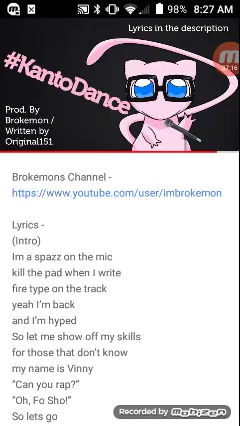 98% 8:27 AM
Lyrics in the description
#KantoDance
17:16
Prod. By
Brokemon /
Written by
Original151
Brokemons Channel -
https://www.youtube.com/user/imbrokemon
Lyrics -
(Intro)
Im a spazz on the mic
kill the pad when I write
fire type on the track
yeah I'm back
and I'm hyped
So let me show off my skills
for those that don't know
my name is Vinny
“Can you rap?”
“Oh, Fo Sho!”
So lets go
Recorded by Mobizen